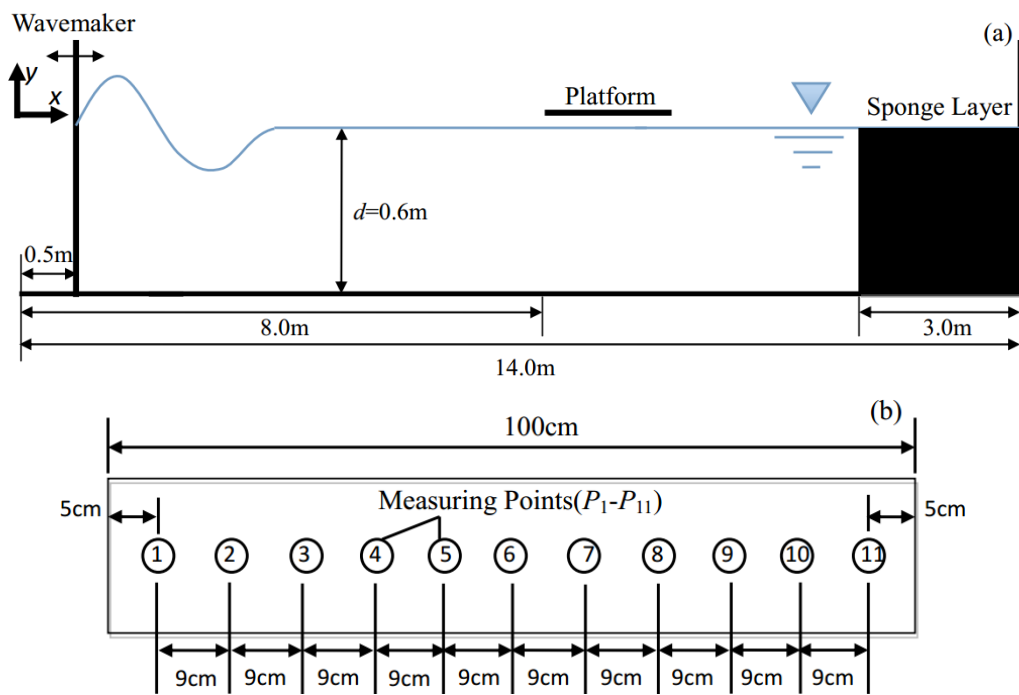 Wavemaker
(a)
y
x
Platform
Sponge Layer
d=0.6m
0.5m
8.0m
3.0m
14.0m
(b)
100cm
5cm
Measuring Points(P1-P11)
5cm
1 2 3 4 5 6 7 8 9 10 11
9cm 9cm 9cm 9cm 9cm 9cm 9cm 9cm 9cm 9cm